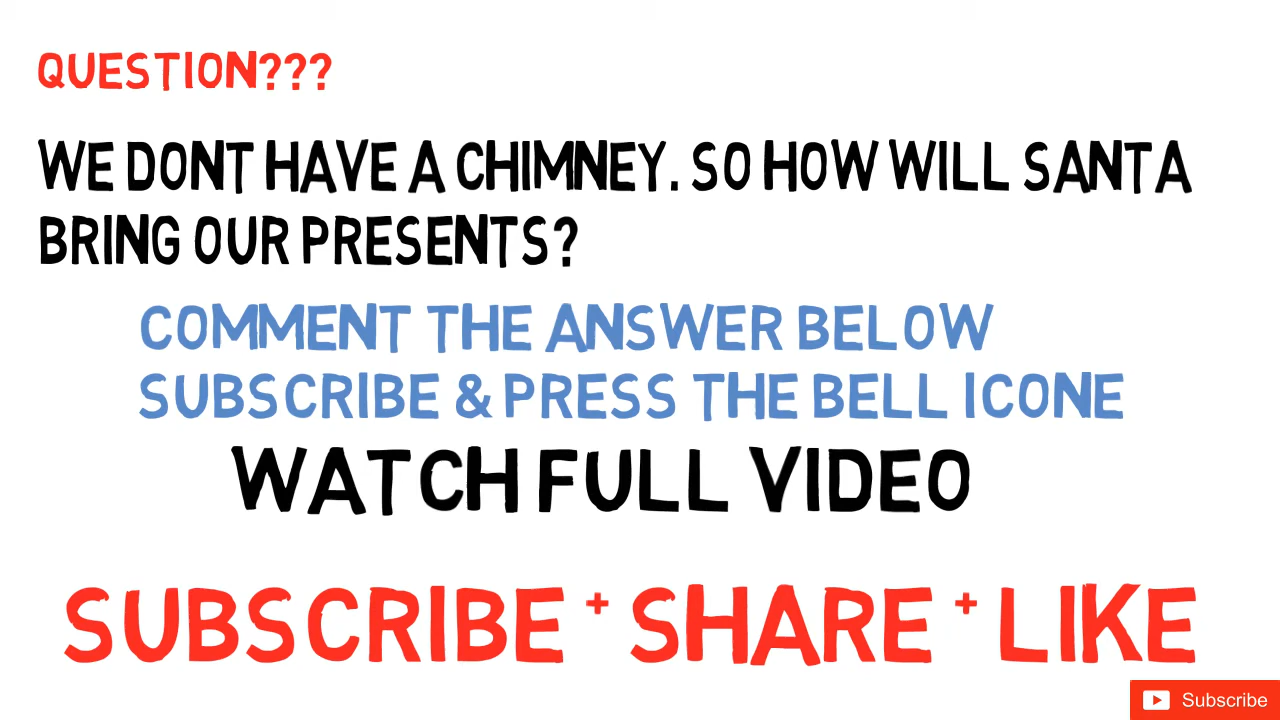 QUESTION???
WE DONT HAVE A CHIMNEY. SO HOW WILL SANTA
BRING OUR PRESENTS?
COMMENT THE ANSWER BELOW
SUBSCRIBE & PRESS THE BELL ICONE
WATCH FULL VIDEO
SUBSCRIBE + SHARE + LIKE
Subscribe